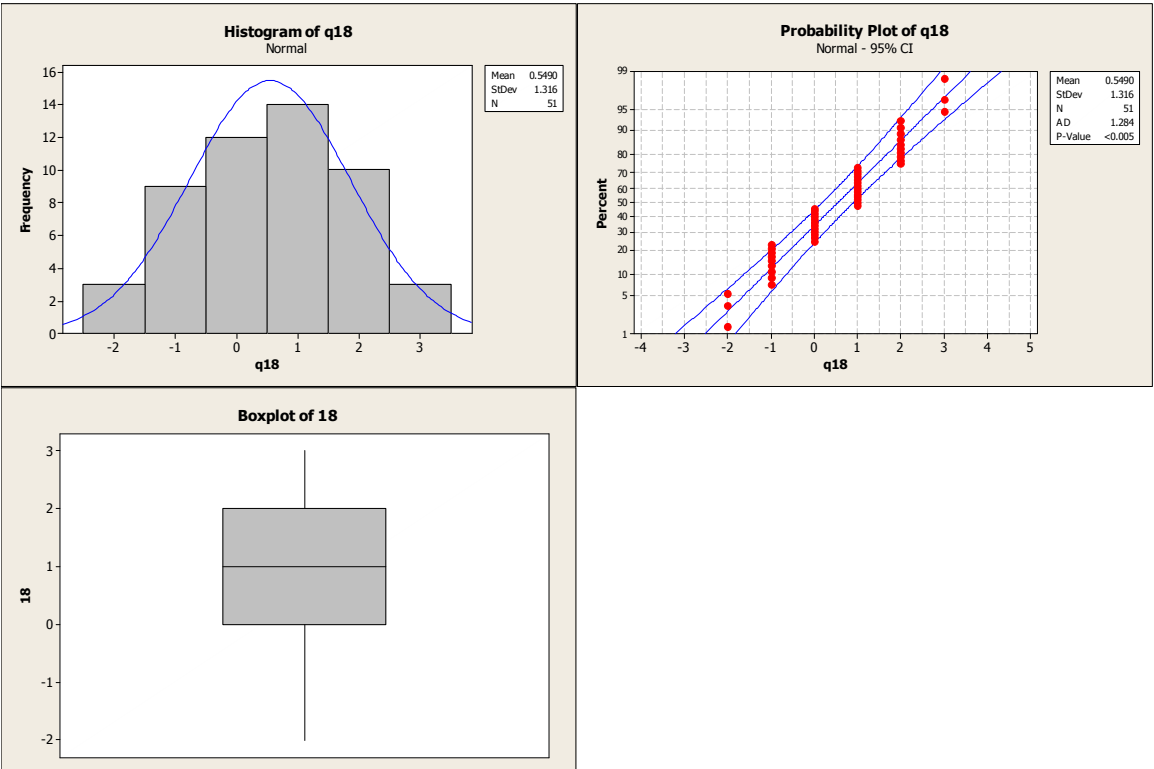 Histogram of q18
Normal
16
14
12
10
8
6
4
2
0
Frequency
-2 -1 0 1 2 3
q18
Mean 0.5490
StDev 1.316
N 51
Probability Plot of q18
Normal - 95% CI
99
95
90
80
70
60
50
40
30
20
10
5
1
Percent
-4 -3 -2 -1 0 1 2 3 4 5
q18
Mean 0.5490
StDev 1.316
N 51
AD 1.284
P-Value <0.005
Boxplot of 18
3
2
1
0
-1
-2
18